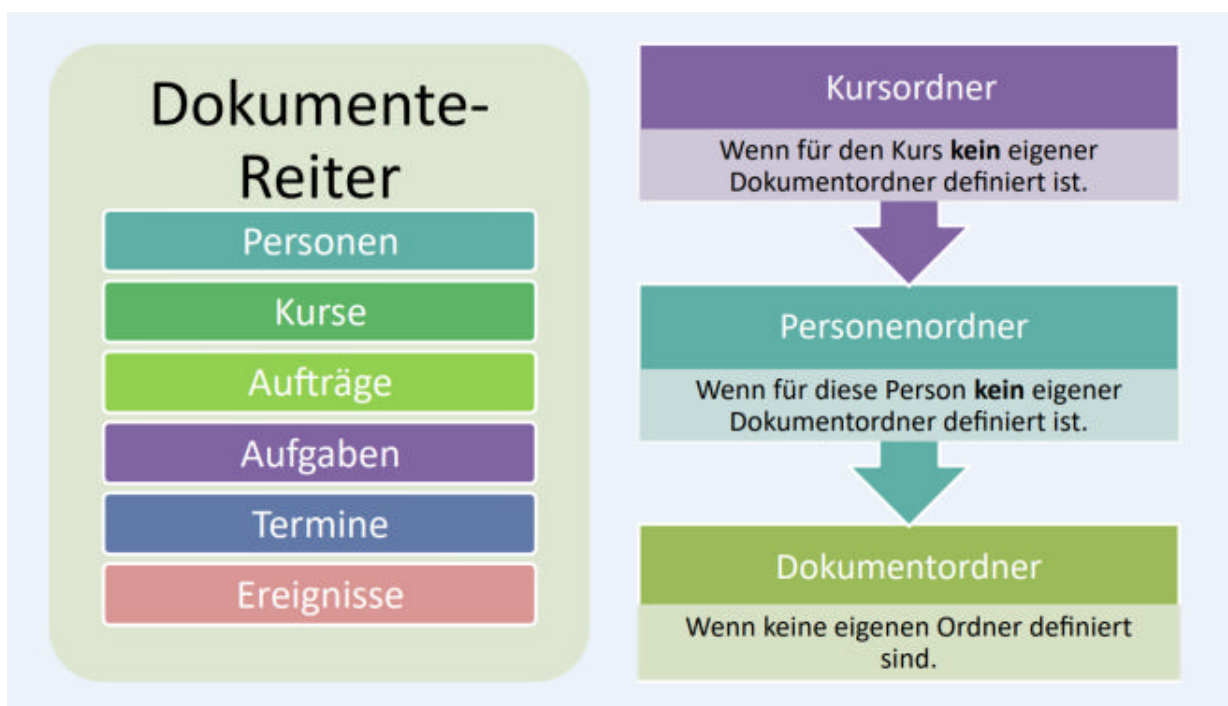 Dokumente-
Reiter
Personen
Kurse
Aufträge
Aufgaben
Termine
Ereignisse
Kursordner
Wenn für den Kurs kein eigener
Dokumentordner definiert ist.
Personenordner
Wenn für diese Person kein eigener
Dokumentordner definiert ist.
Dokumentordner
Wenn keine eigenen Ordner definiert
sind.